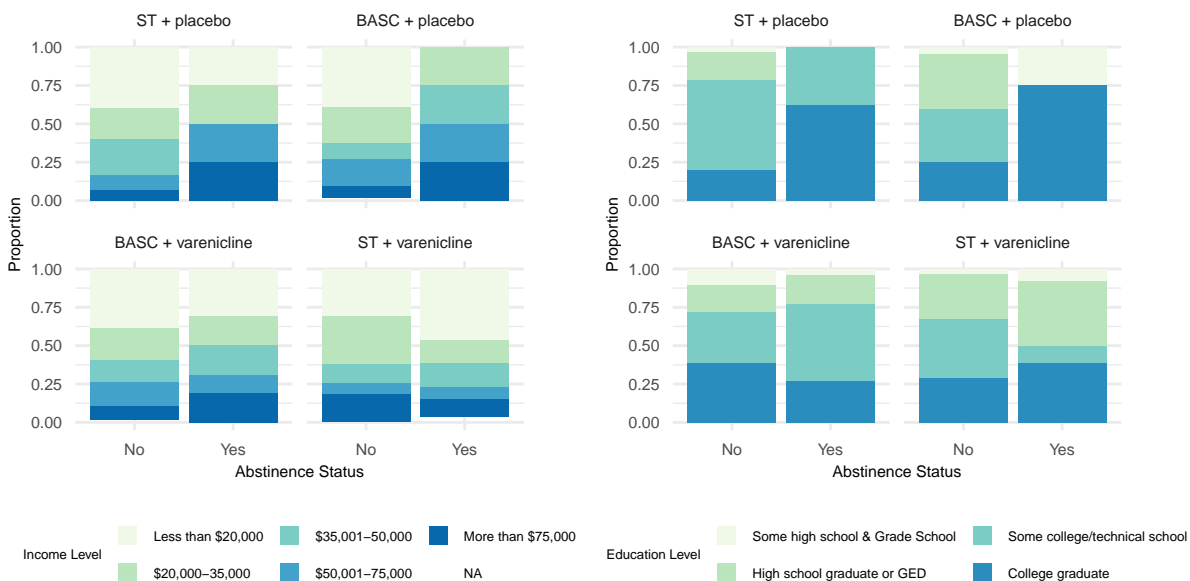 ST + placebo
BASC + placebo
1.00
0.75
0.50
0.25
0.00
BASC + varenicline
ST + varenicline
1.00
0.75
0.50
0.25
0.00
Proportion
No
Yes
No
Yes
Abstinence Status
Income Level
Less than $20,000
$20,000–35,000
$35,001–50,000
$50,001–75,000
More than $75,000
NA
ST + placebo
BASC + placebo
1.00
0.75
0.50
0.25
0.00
BASC + varenicline
ST + varenicline
1.00
0.75
0.50
0.25
0.00
Proportion
No
Yes
No
Yes
Abstinence Status
Education Level
Some high school & Grade School
High school graduate or GED
Some college/technical school
College graduate